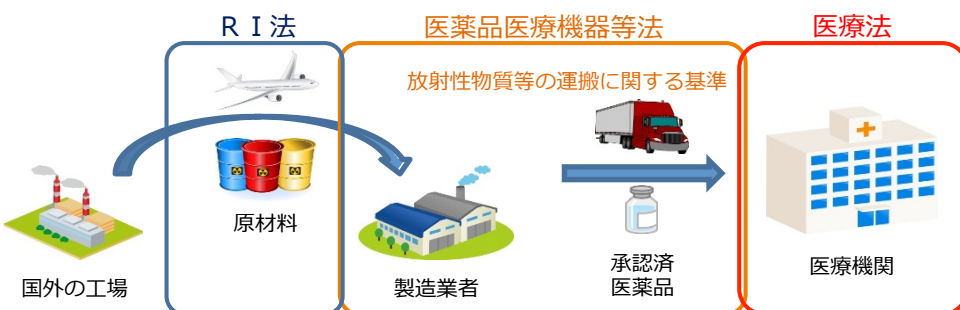 ＲＩ法
医薬品医療機器等法
医療法
放射性物質等の運搬に関する基準
原材料
国外の工場
製造業者
承認済
医薬品
医療機関